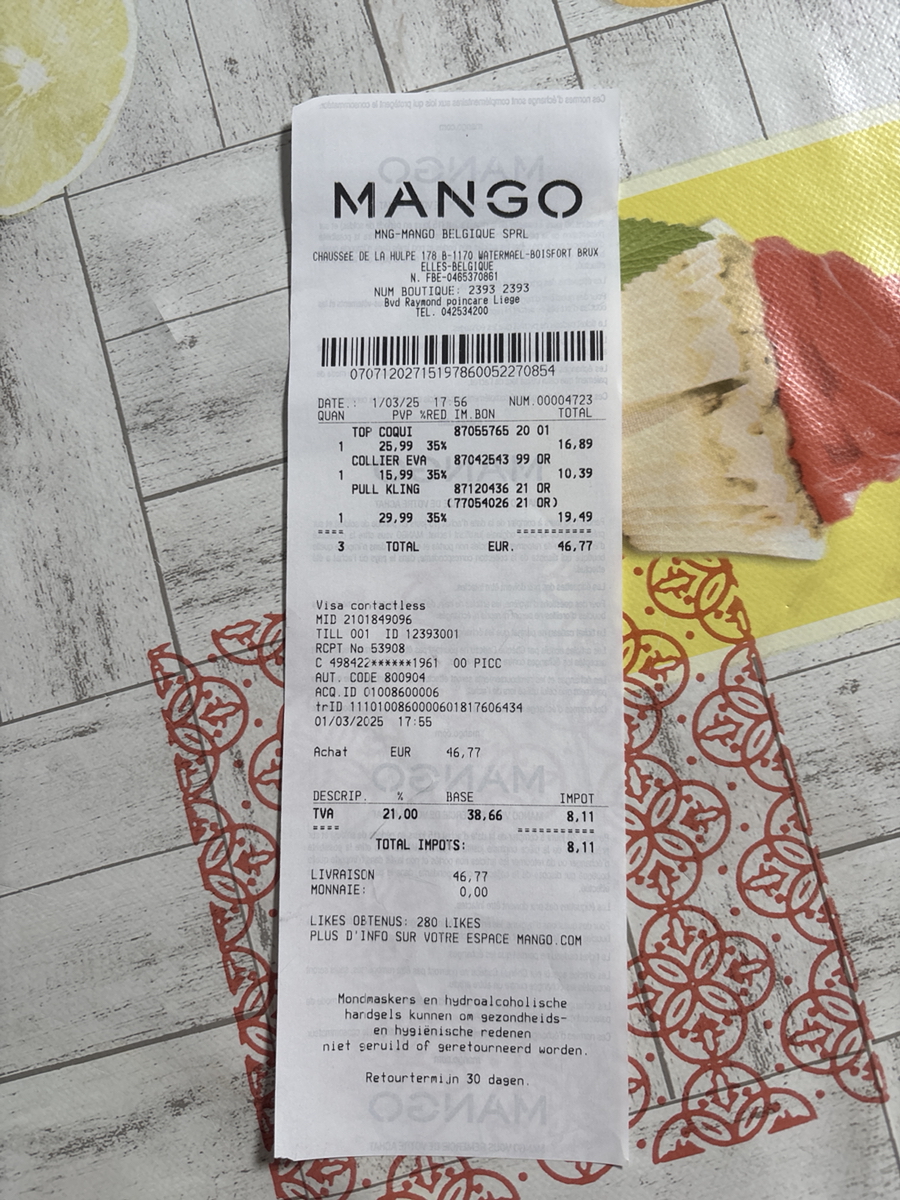 MANGO
MNG-MANGO BELGIQUE SPRL
CHAUSSéE DE LA HULPE 178 B-1170 WATERMAEL-BOISFORT BRUX
ELLES-BELGIQUE
N. FBE-0465370861
NUM BOUTIQUE: 2393 2393
Bvd Raymond poincare Liege
TEL. 042534200
07071202715197860052270854
DATE.: 1/03/25 17:56 NUM.00004723
QUAN PVP %RED IM.BON TOTAL
TOP COQUI 87055765 20 01
1 25,99 35% 16,89
COLLIER EVA 87042543 99 OR
1 15,99 35% 10,39
PULL KLING 87120436 21 OR
(77054026 21 OR)
1 29,99 35% 19,49
==== ===========
3 TOTAL EUR. 46,77
Visa contactless
MID 2101849096
TILL 001 ID 12393001
RCPT No 53908
C 498422******1961 00 PICC
AUT. CODE 800904
ACQ.ID 01008600006
trID 1110100860000601817606434
01/03/2025 17:55
Achat EUR 46,77
DESCRIP. % BASE IMPOT
TVA 21,00 38,66 8,11
==== ===========
TOTAL IMPOTS: 8,11
LIVRAISON 46,77
MONNAIE: 0,00
LIKES OBTENUS: 280 LIKES
PLUS D'INFO SUR VOTRE ESPACE MANGO.COM
Mondmaskers en hydroalcoholische
handgels kunnen om gezondheids-
en hygiënische redenen
niet geruild of geretourneerd worden.
Retourtermijn 30 dagen.